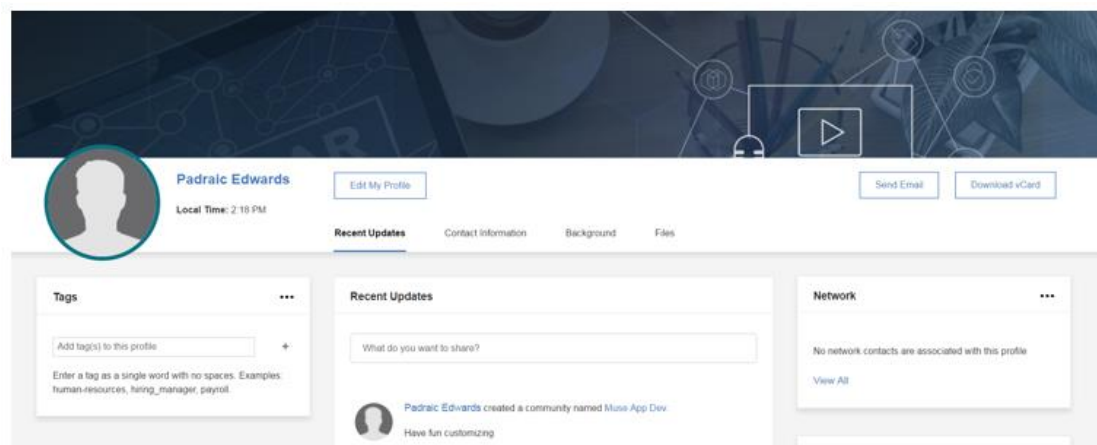 Padraic Edwards
Local Time: 2:18 PM
Edit My Profile
Send Email
Download vCard
Recent Updates
Contact Information
Background
Files
Tags
•••
Add tag(s) to this profile
+
Enter a tag as a single word with no spaces. Examples:
human-resources, hiring_manager, payroll.
Recent Updates
What do you want to share?
Padraic Edwards created a community named Muse App Dev.
Have fun customizing
Network
•••
No network contacts are associated with this profile
View All